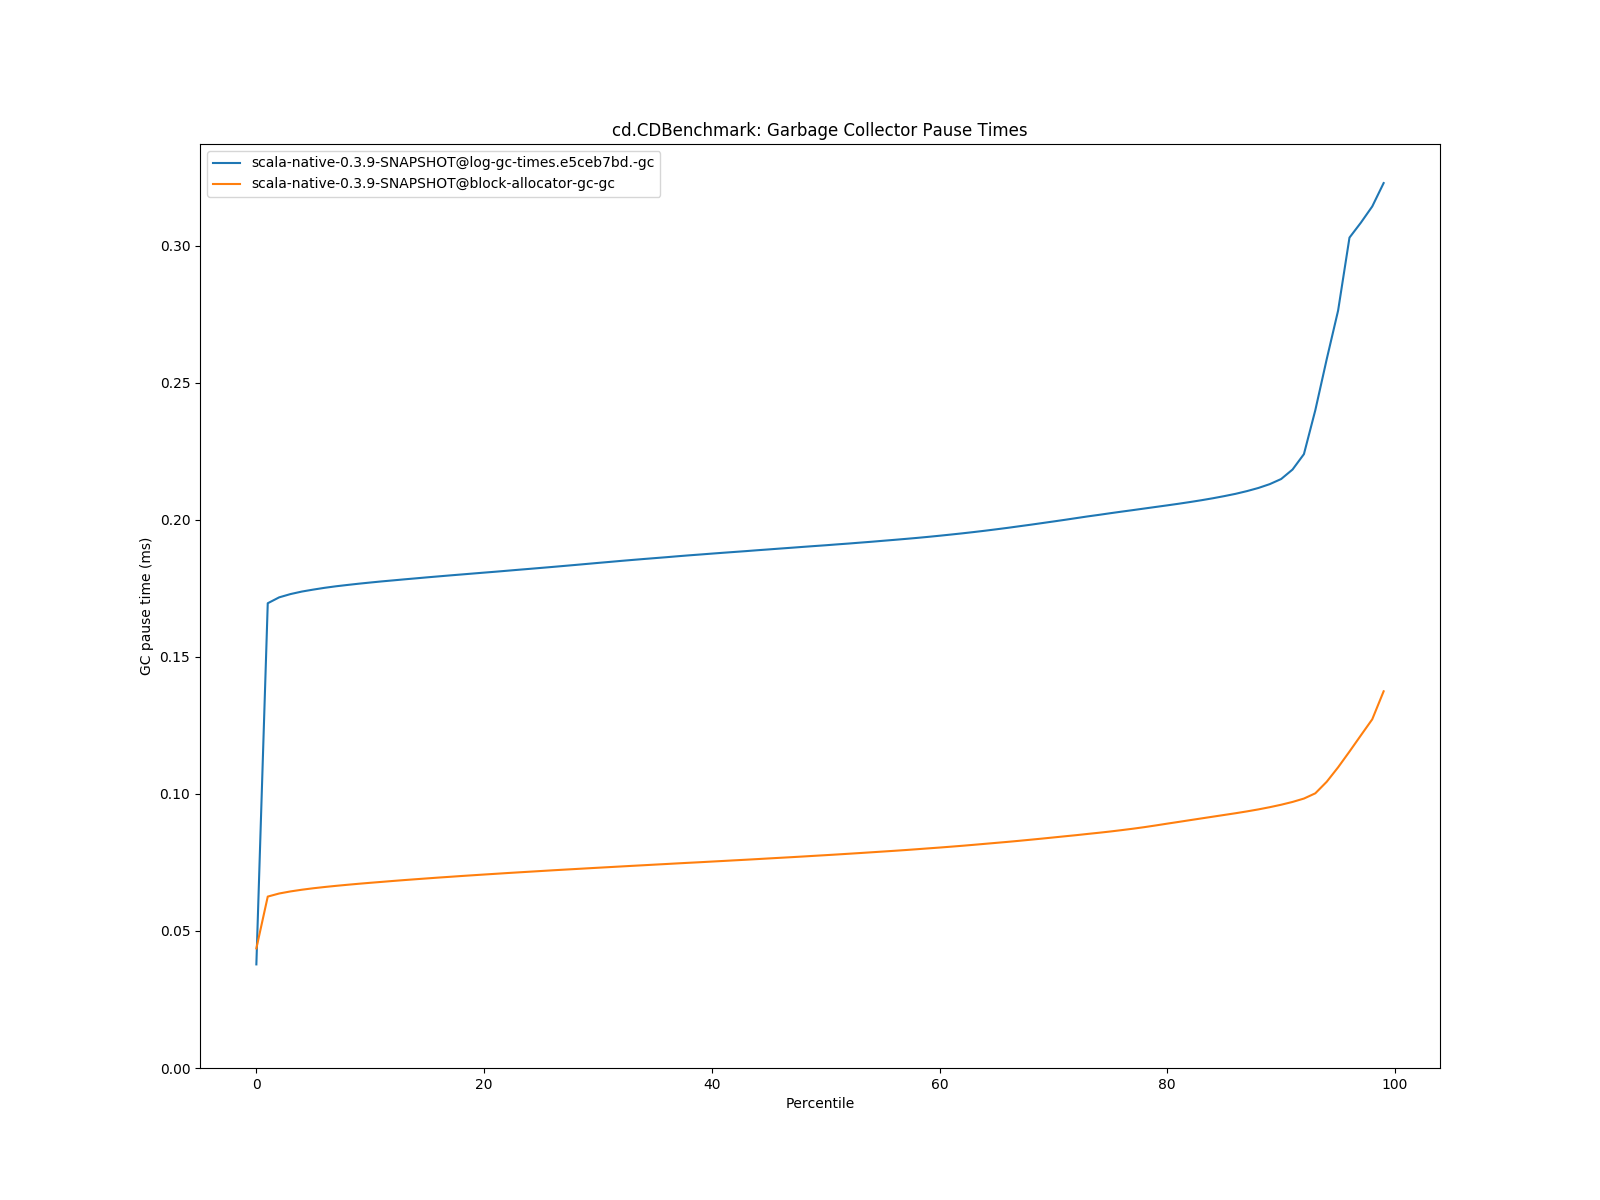 cd.CDBenchmark: Garbage Collector Pause Times
scala-native-0.3.9-SNAPSHOT@log-gc-times.e5ceb7bd.-gc
scala-native-0.3.9-SNAPSHOT@block-allocator-gc-gc
GC pause time (ms)
0.30
0.25
0.20
0.15
0.10
0.05
0.00
0 20 40 60 80 100
Percentile